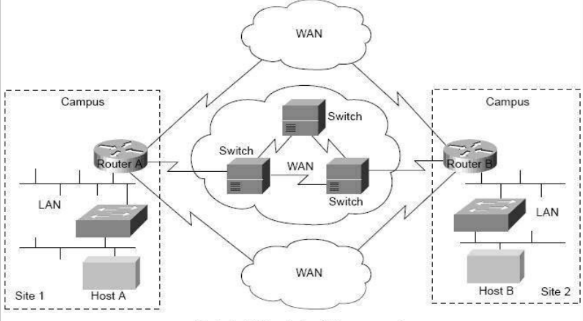 WAN
Campus
Campus
Switch
Router A
Switch
WAN
Router B
Switch
LAN
LAN
WAN
Site 1
Host A
Host B
Site 2